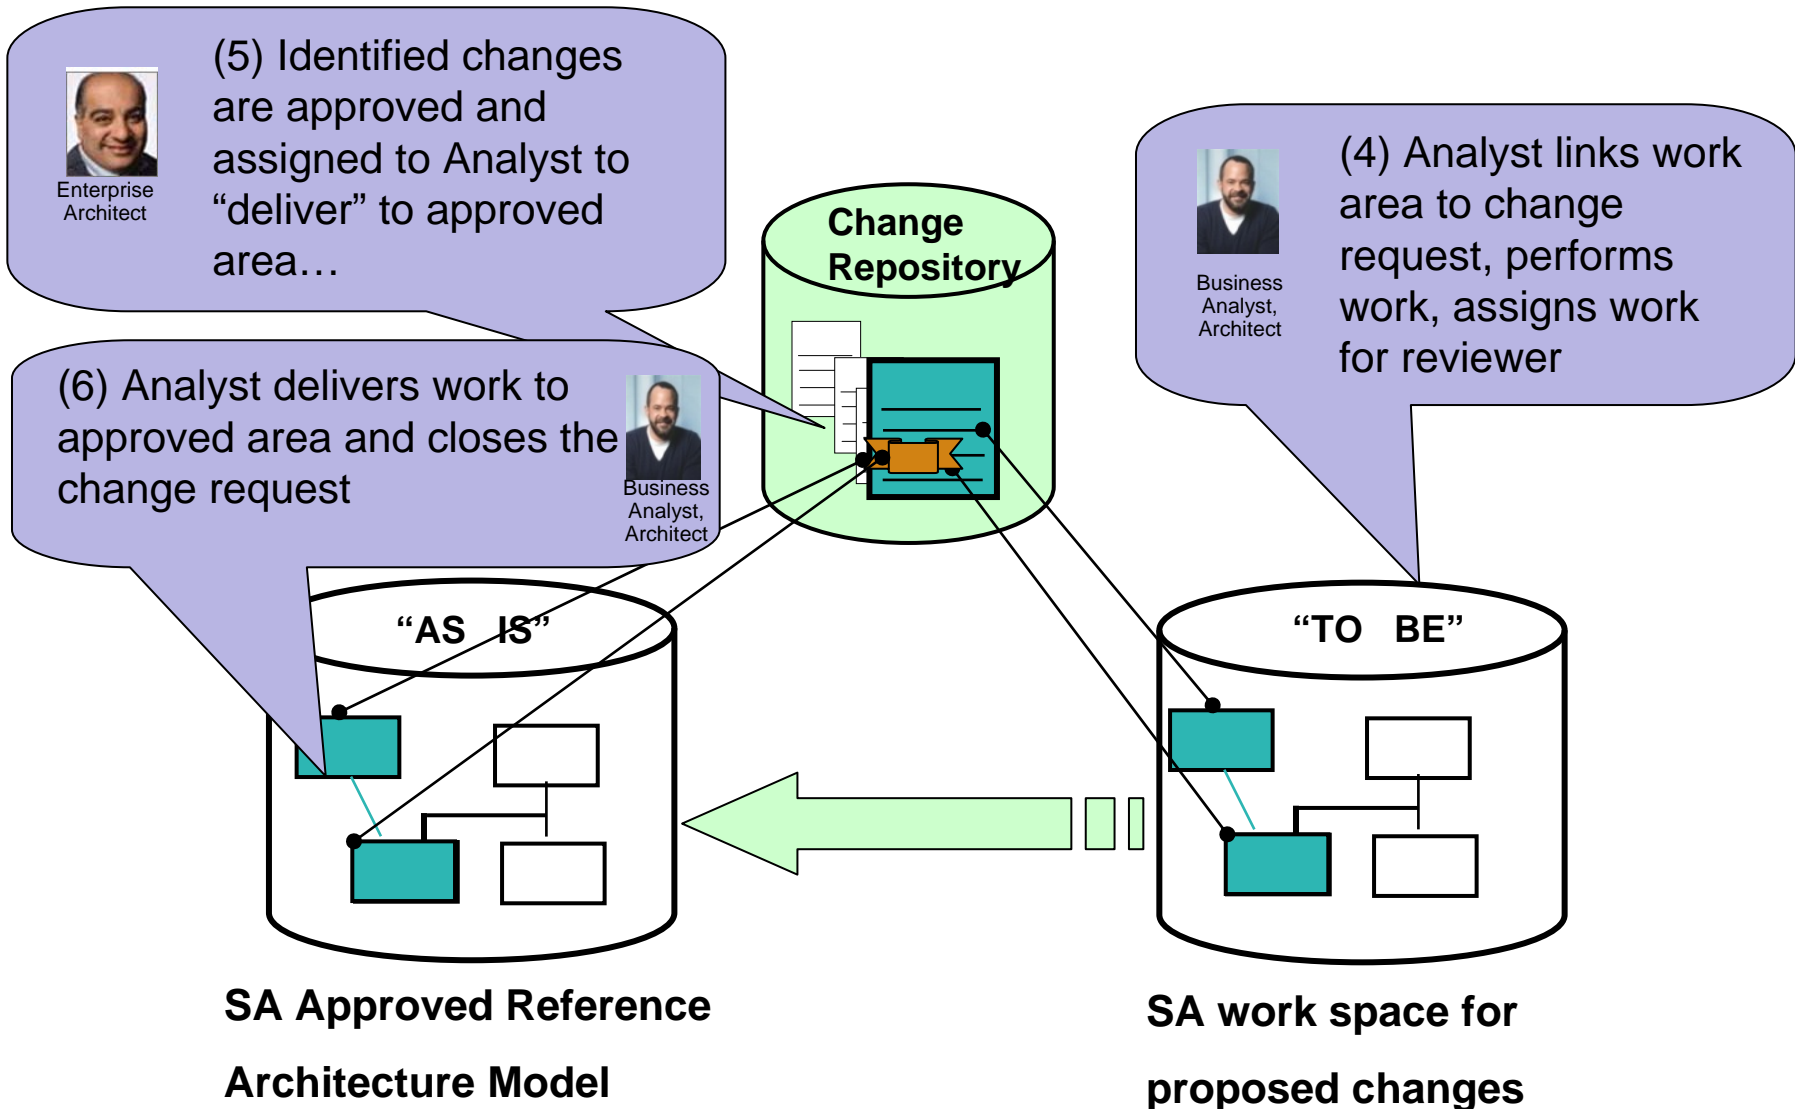 (5) Identified changes
are approved and
assigned to Analyst to
“deliver” to approved
area…
Enterprise
Architect
Change
Repository
(4) Analyst links work
area to change
request, performs
work, assigns work
for reviewer
Business
Analyst,
Architect
(6) Analyst delivers work to
approved area and closes the
change request
Business
Analyst,
Architect
“AS IS”
“TO BE”
SA Approved Reference
Architecture Model
SA work space for
proposed changes